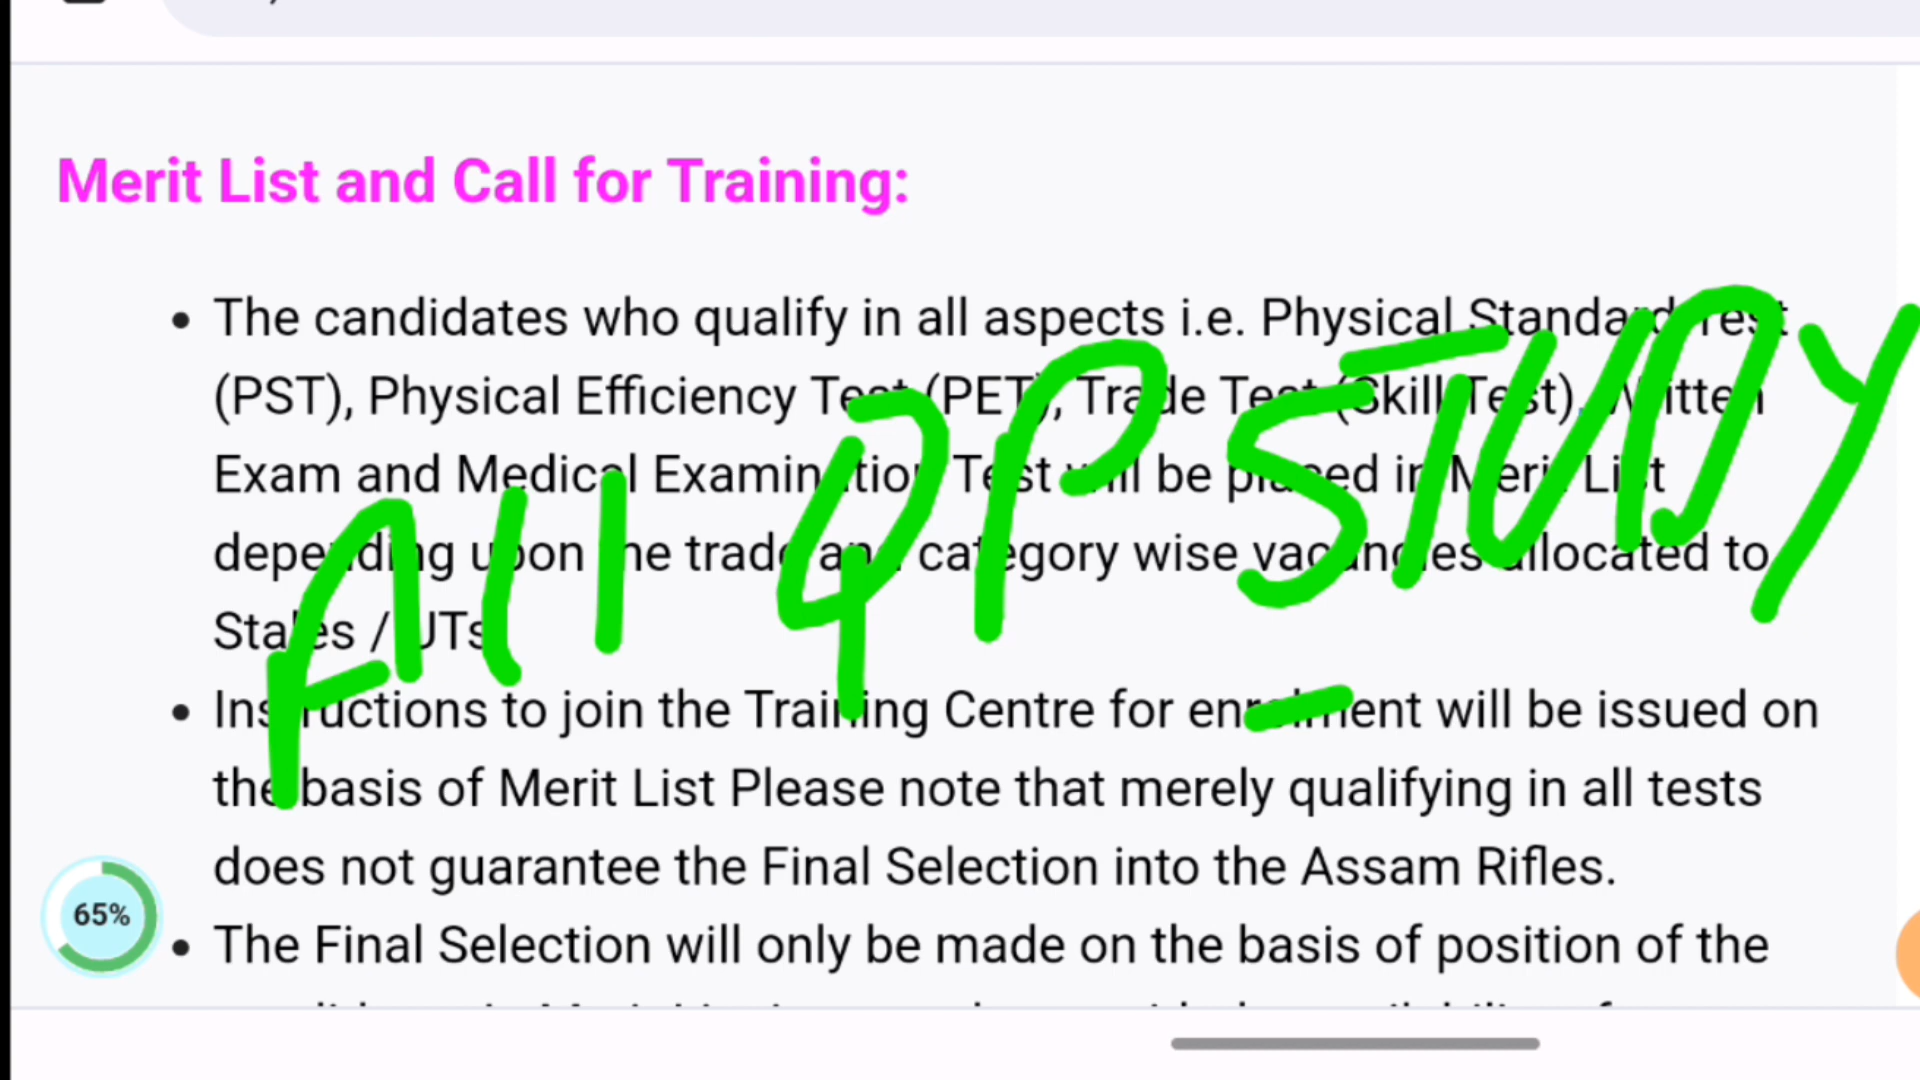 Merit List and Call for Training:
• The candidates who qualify in all aspects i.e. Physical Standard Test
(PST), Physical Efficiency Test (PET), Trade Test (Skill Test), Written
Exam and Medical Examination Test will be placed in Merit List
depending upon the trade and category wise vacancies allocated to
States / UTs
All QP STUDY
• Instructions to join the Training Centre for enrolment will be issued on
the basis of Merit List Please note that merely qualifying in all tests
does not guarantee the Final Selection into the Assam Rifles.
65%
• The Final Selection will only be made on the basis of position of the